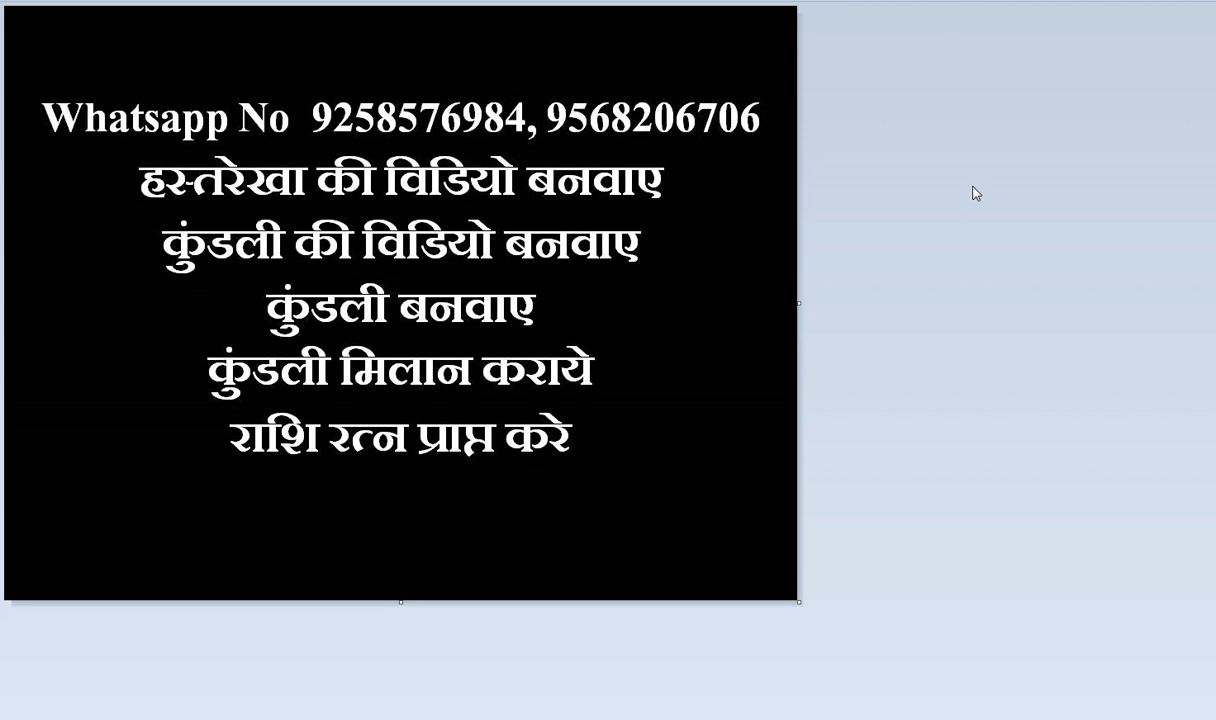 Whatsapp No 9258576984, 9568206706
हस्तरेखा की विडियो बनवाए
कुंडली की विडियो बनवाए
कुंडली बनवाए
कुंडली मिलान कराये
राशि रत्न प्राप्त करे